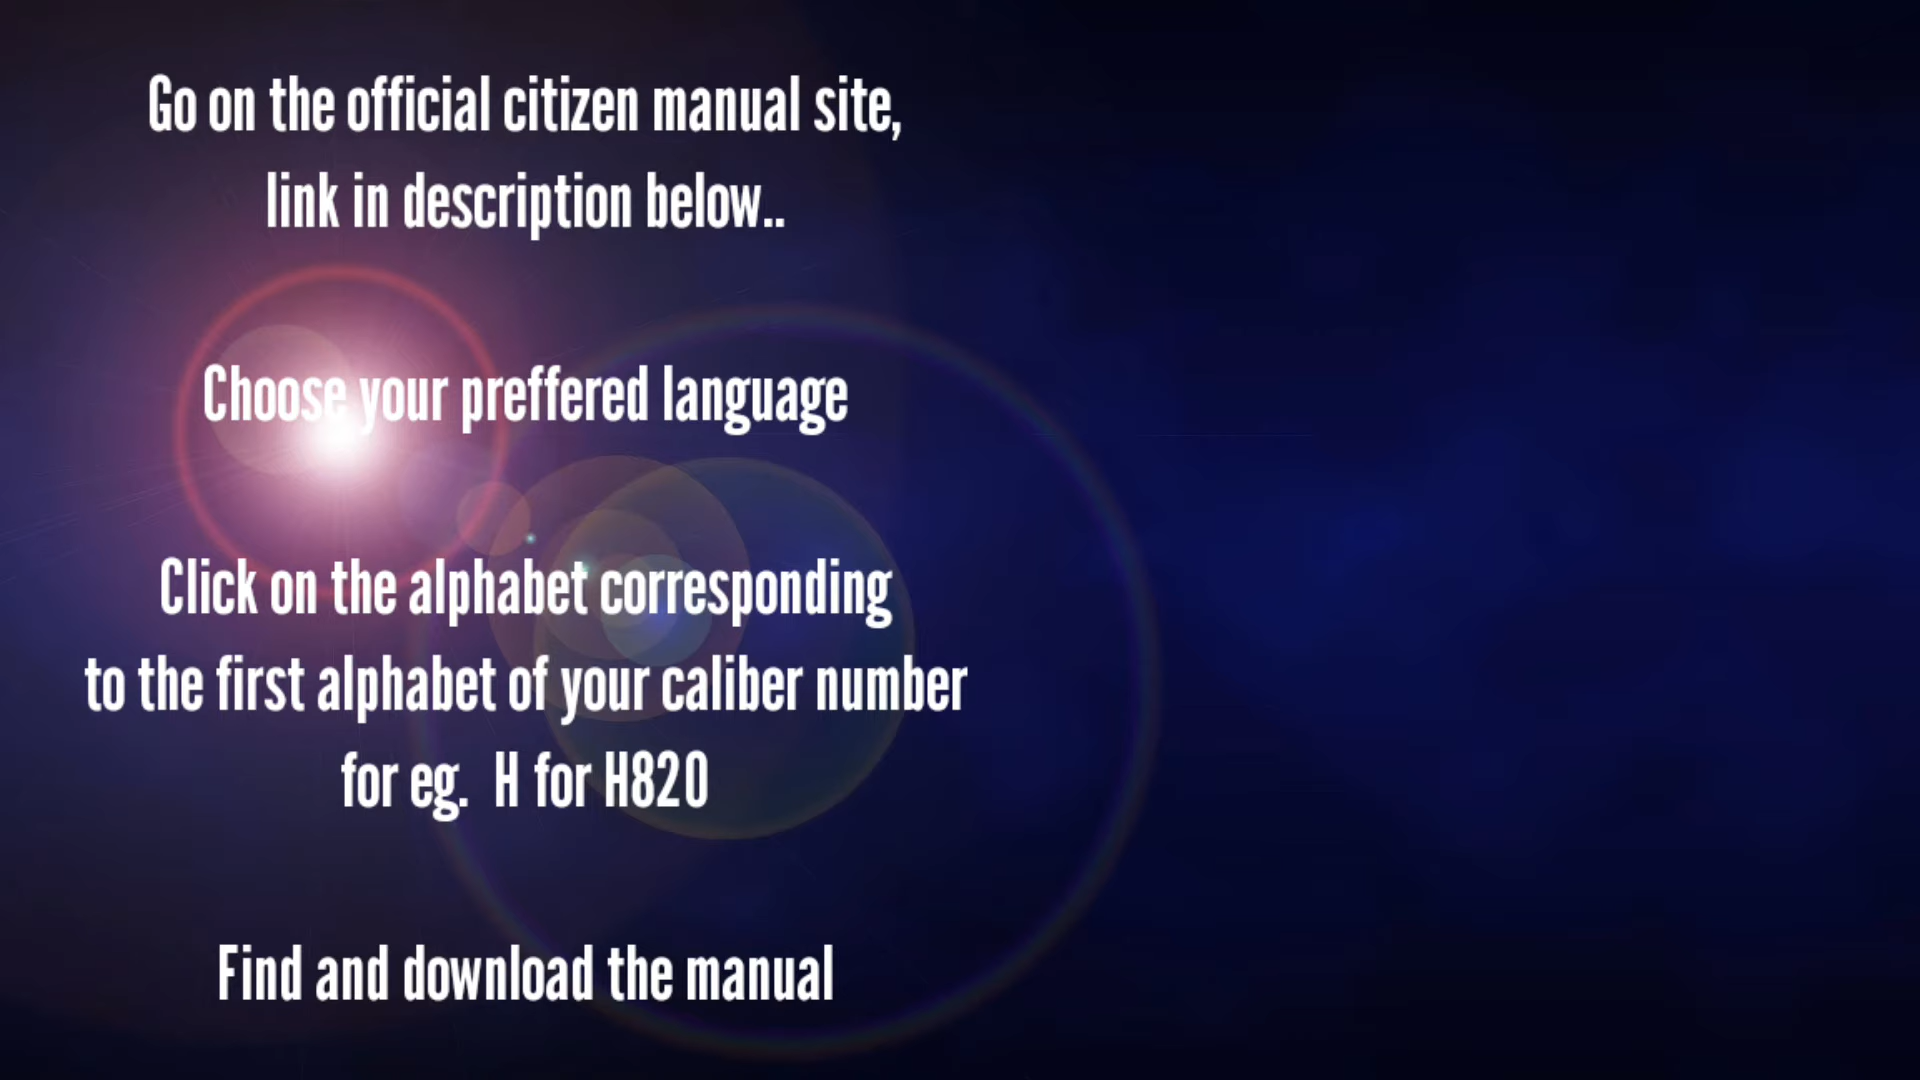 Go on the official citizen manual site,
link in description below..
Choose your preffered language
Click on the alphabet corresponding
to the first alphabet of your caliber number
for eg.  H for H820
Find and download the manual